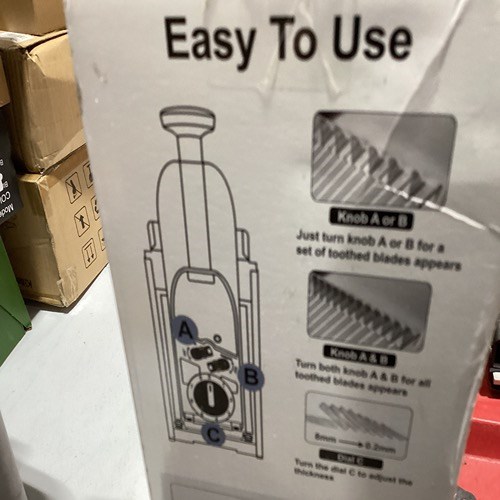 Easy To Use
Knob A or B
Just turn knob A or B for a
set of toothed blades appears
A
B
C
Knob A & B
Turn both knob A & B for all
toothed blades appears
8mm 0.2mm
Dial C
Turn the dial C to adjust the
thickness